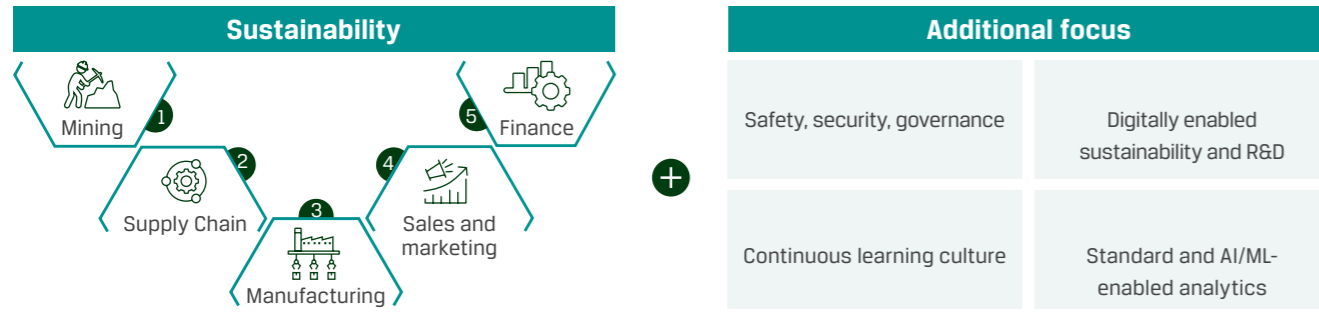 Sustainability
Mining
1
2
Supply Chain
3
Manufacturing
4
Sales and
marketing
5
Finance
+
Additional focus
Safety, security, governance
Digitally enabled
sustainability and R&D
Continuous learning culture
Standard and AI/ML-
enabled analytics